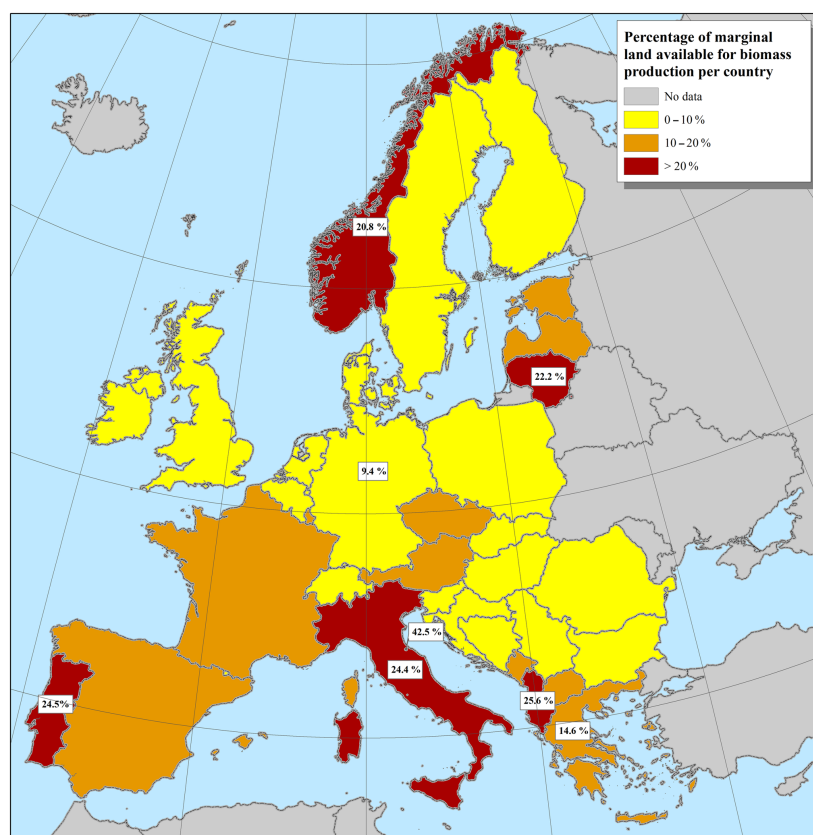 Percentage of marginal
land available for biomass
production per country
No data
0 – 10 %
10 – 20 %
> 20 %
20.8 %
22.2 %
9.4 %
42.5 %
24.4 %
24.5%
25.6 %
14.6 %